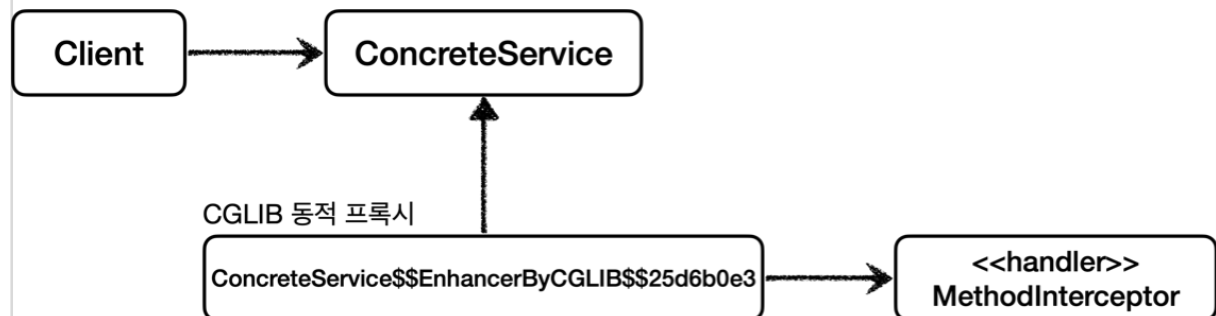 Client
ConcreteService
CGLIB 동적 프록시
ConcreteService$$EnhancerByCGLIB$$25d6b0e3
<<handler>>
MethodInterceptor